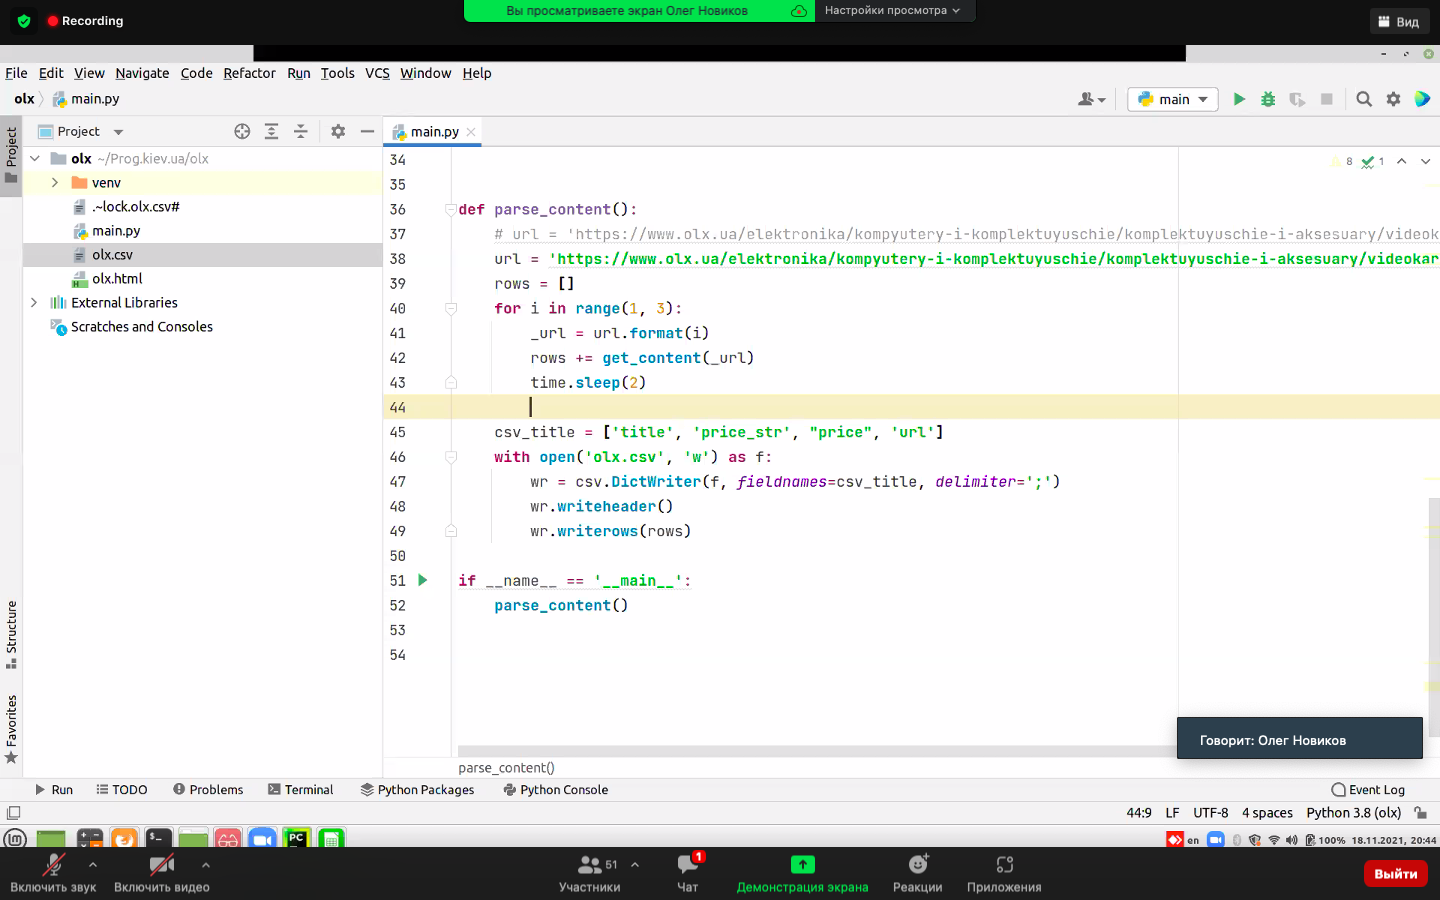 Recording
Вы просматриваете экран Олег Новиков
Настройки просмотра
Вид
File Edit View Navigate Code Refactor Run Tools VCS Window Help
olx main.py
main
Project
main.py
Project
olx ~/Prog.kiev.ua/olx
venv
.~lock.olx.csv#
main.py
olx.csv
olx.html
External Libraries
Scratches and Consoles
Structure
Favorites
8 1
34
35
36 def parse_content():
37 # url = 'https://www.olx.ua/elektronika/kompyutery-i-komplektuyuschie/komplektuyuschie-i-aksesuary/videok
38 url = 'https://www.olx.ua/elektronika/kompyutery-i-komplektuyuschie/komplektuyuschie-i-aksesuary/videokar
39 rows = []
40 for i in range(1, 3):
41 _url = url.format(i)
42 rows += get_content(_url)
43 time.sleep(2)
44
45 csv_title = ['title', 'price_str', "price", 'url']
46 with open('olx.csv', 'w') as f:
47 wr = csv.DictWriter(f, fieldnames=csv_title, delimiter=';')
48 wr.writeheader()
49 wr.writerows(rows)
50
51 if __name__ == '__main__':
52 parse_content()
53
54
Говорит: Олег Новиков
parse_content()
Run TODO Problems Terminal Python Packages Python Console Event Log
44:9 LF UTF-8 4 spaces Python 3.8 (olx)
PC
en 100% 18.11.2021, 20:44
51
1
Включить звук Включить видео Участники Чат Демонстрация экрана Реакции Приложения Выйти